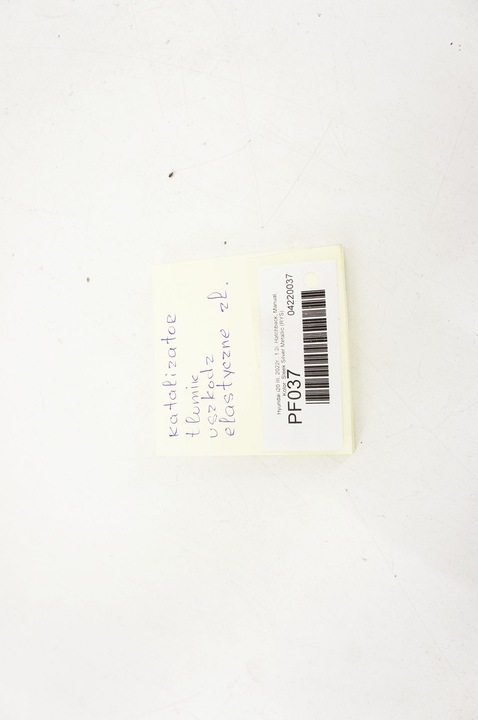 katalizator
tłumik
uszkodz
elastyczne zł.
Hyundai i20 III, 2022r., 1.2i, Hatchback, Manual,
Kolor: Sleek Silver Metallic (RYS)
PF037
04220037